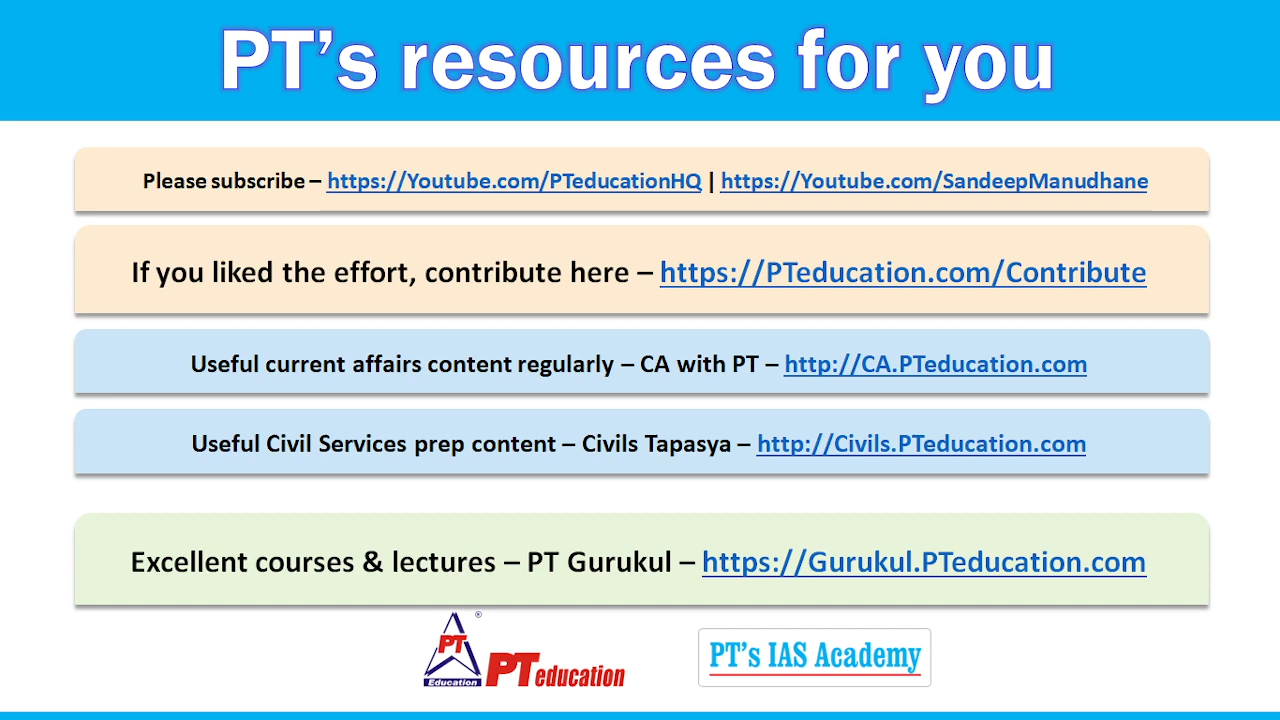 PT's resources for you
Please subscribe – https://Youtube.com/PTeducationHQ | https://Youtube.com/SandeepManudhane
If you liked the effort, contribute here – https://PTeducation.com/Contribute
Useful current affairs content regularly – CA with PT – http://CA.PTeducation.com
Useful Civil Services prep content – Civils Tapasya – http://Civils.PTeducation.com
Excellent courses & lectures – PT Gurukul – https://Gurukul.PTeducation.com
®
PT
Education
PT education
PT's IAS Academy